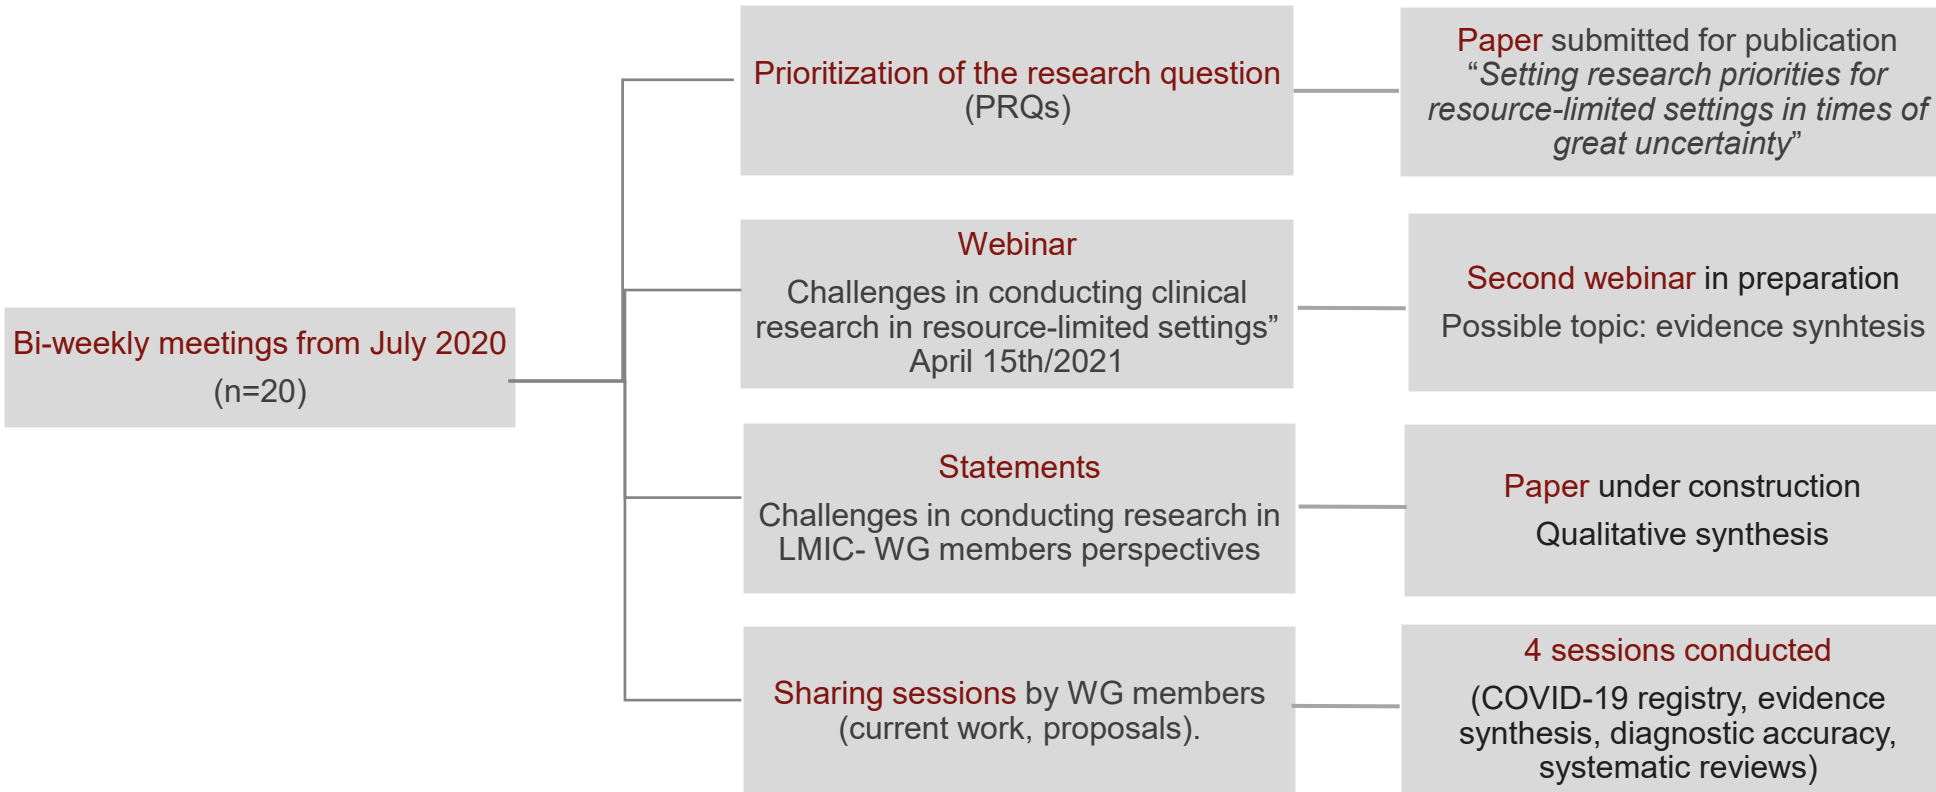 Bi-weekly meetings from July 2020
(n=20)
Prioritization of the research question
(PRQs)
Paper submitted for publication
“Setting research priorities for
resource-limited settings in times of
great uncertainty”
Webinar
Challenges in conducting clinical
research in resource-limited settings”
April 15th/2021
Second webinar in preparation
Possible topic: evidence synhtesis
Statements
Challenges in conducting research in
LMIC- WG members perspectives
Paper under construction
Qualitative synthesis
Sharing sessions by WG members
(current work, proposals).
4 sessions conducted
(COVID-19 registry, evidence
synthesis, diagnostic accuracy,
systematic reviews)